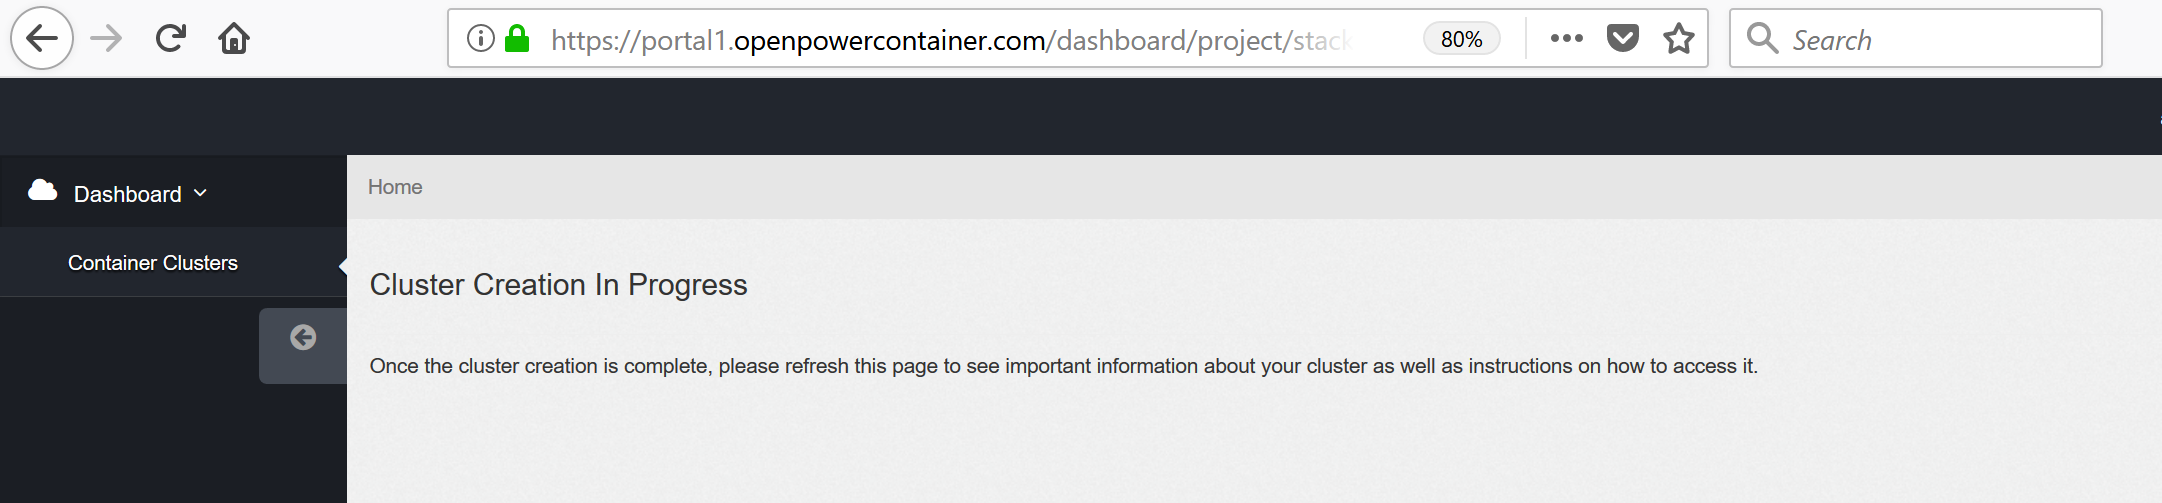 https://portal1.openpowercontainer.com/dashboard/project/stack
80%
Search
Dashboard
Home
Container Clusters
Cluster Creation In Progress
Once the cluster creation is complete, please refresh this page to see important information about your cluster as well as instructions on how to access it.